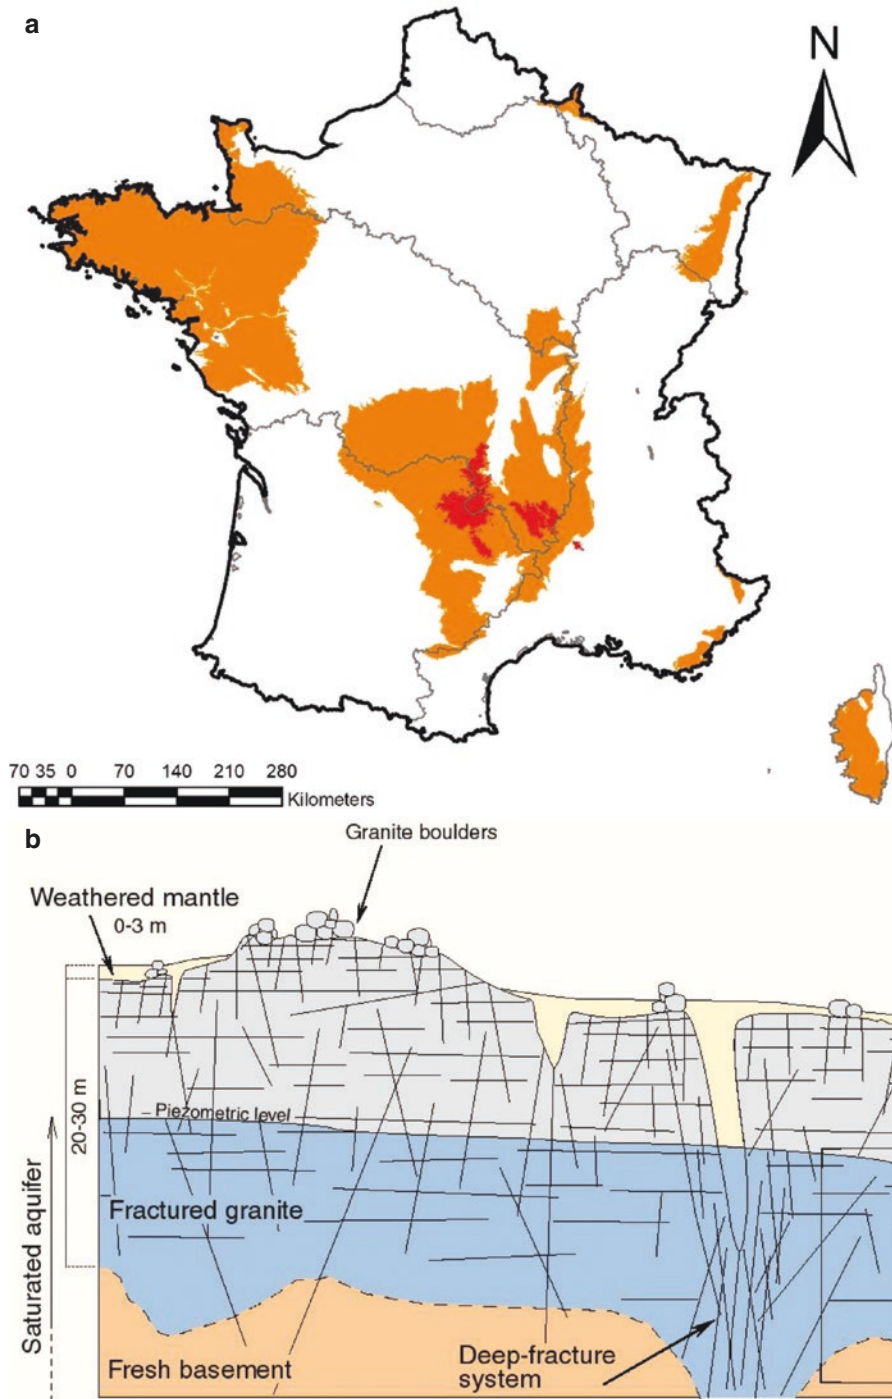 a
N
70 35 0 70 140 210 280
Kilometers
b
Granite boulders
Weathered mantle
0-3 m
20-30 m
Piezometric level
Saturated aquifer
Fractured granite
Fresh basement
Deep-fracture
system